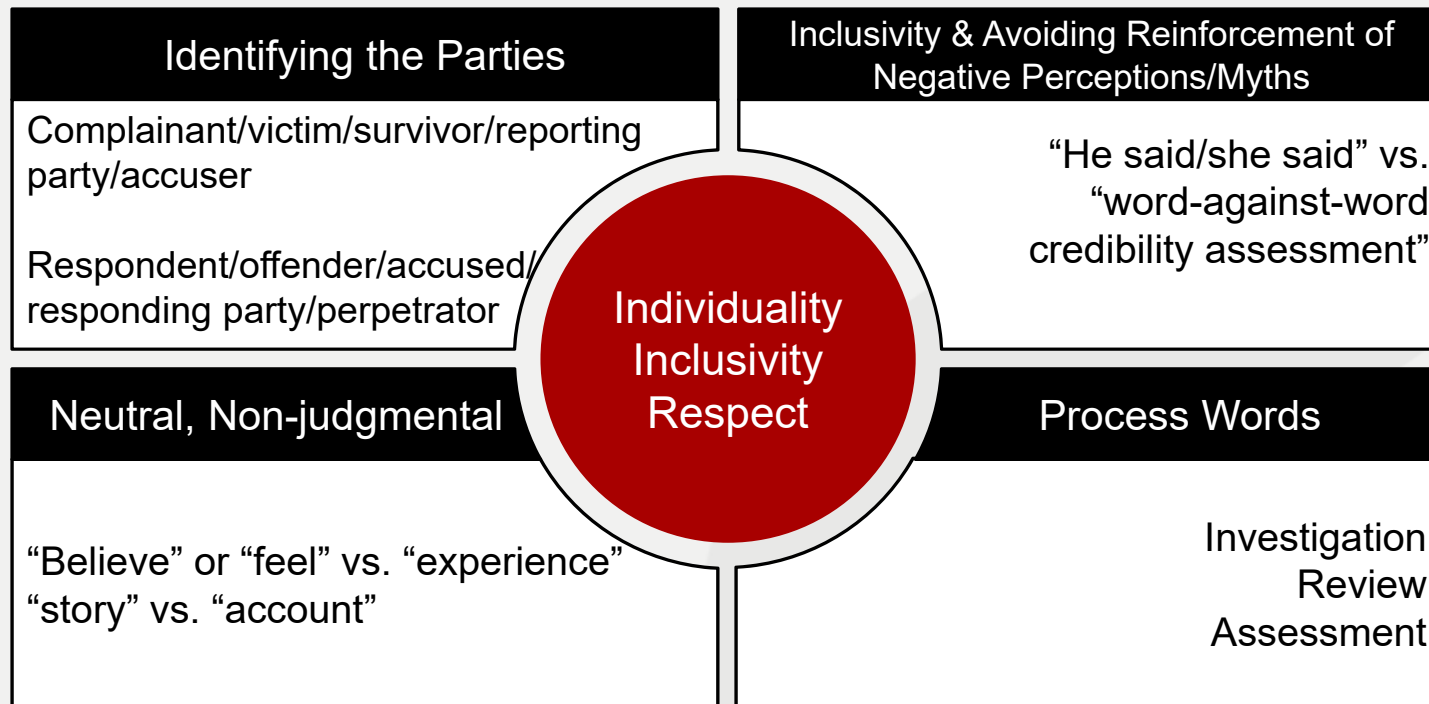 Identifying the Parties
Complainant/victim/survivor/reporting
party/accuser
Respondent/offender/accused/
responding party/perpetrator
Inclusivity & Avoiding Reinforcement of
Negative Perceptions/Myths
“He said/she said” vs.
“word-against-word
credibility assessment”
Individuality
Inclusivity
Respect
Neutral, Non-judgmental
“Believe” or “feel” vs. “experience”
“story” vs. “account”
Process Words
Investigation
Review
Assessment